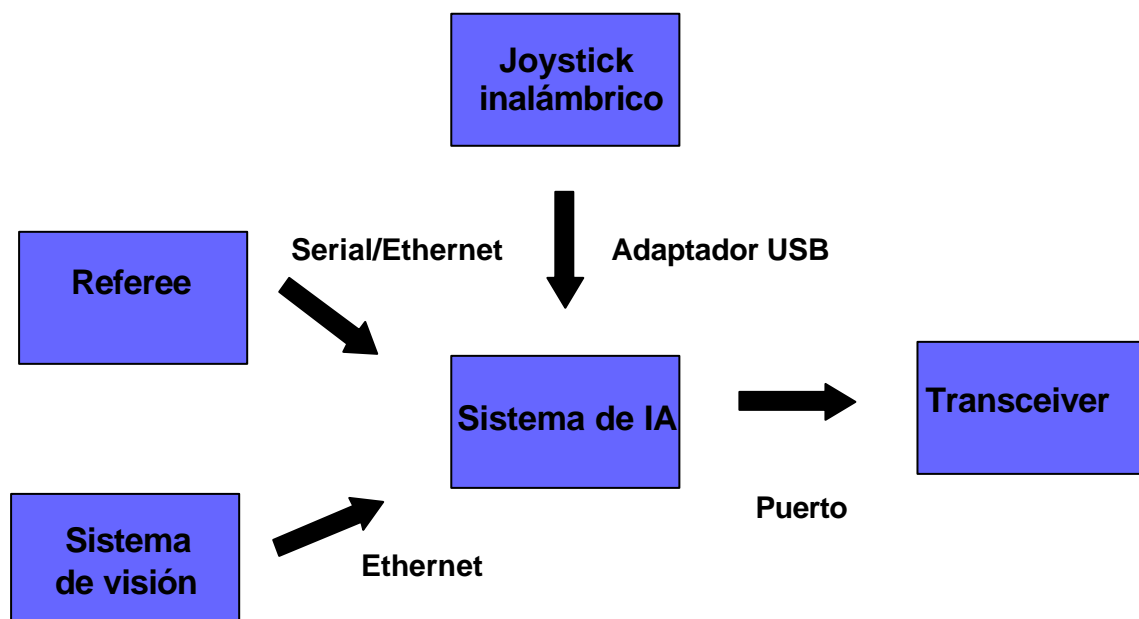 Joystick
inalámbrico
Serial/Ethernet
Adaptador USB
Referee
Sistema de IA
Transceiver
Puerto
Sistema
de visión
Ethernet